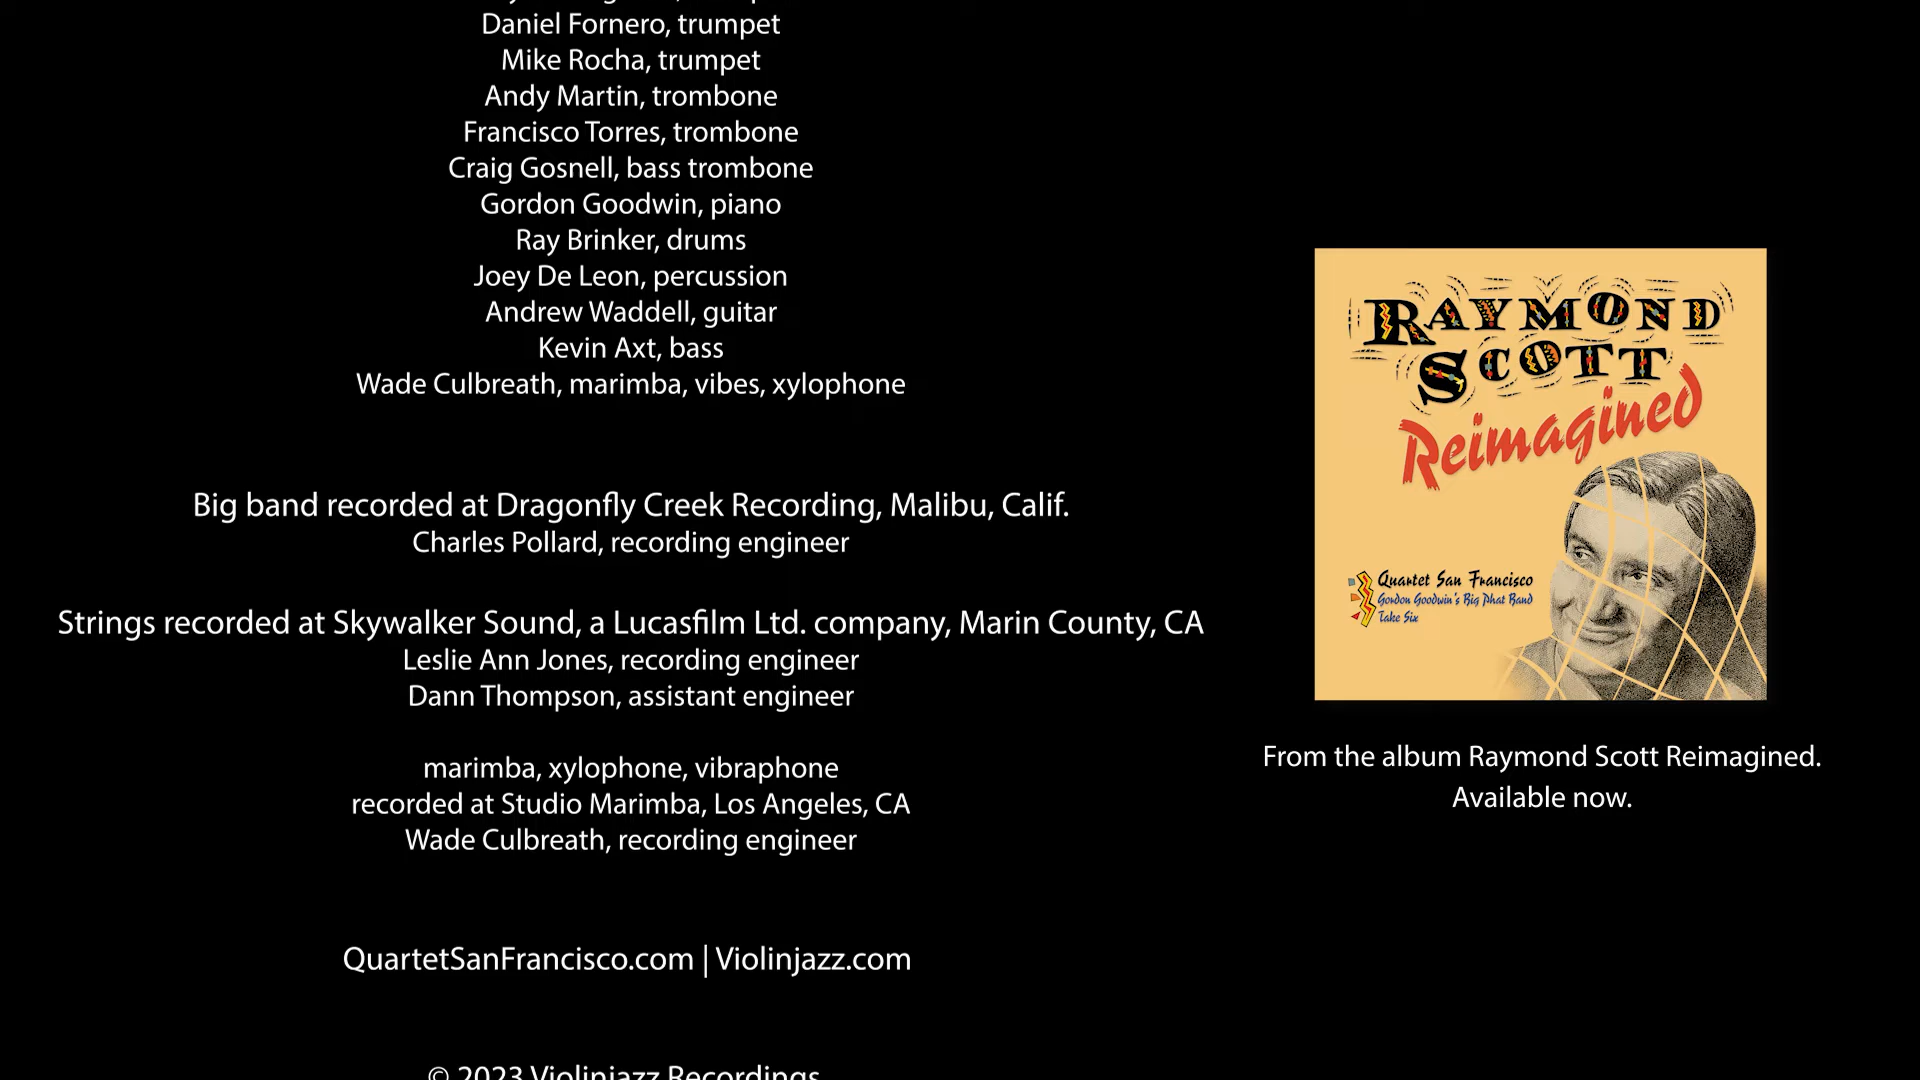 Daniel Fornero, trumpet
Mike Rocha, trumpet
Andy Martin, trombone
Francisco Torres, trombone
Craig Gosnell, bass trombone
Gordon Goodwin, piano
Ray Brinker, drums
Joey De Leon, percussion
Andrew Waddell, guitar
Kevin Axt, bass
Wade Culbreath, marimba, vibes, xylophone
Big band recorded at Dragonfly Creek Recording, Malibu, Calif.
Charles Pollard, recording engineer
Strings recorded at Skywalker Sound, a Lucasfilm Ltd. company, Marin County, CA
Leslie Ann Jones, recording engineer
Dann Thompson, assistant engineer
marimba, xylophone, vibraphone
recorded at Studio Marimba, Los Angeles, CA
Wade Culbreath, recording engineer
QuartetSanFrancisco.com | Violinjazz.com
© 2023 Violinjazz Recordings
RAYMOND
SCOTT
Reimagined
Quartet San Francisco
Gordon Goodwin's Big Phat Band
Take Six
From the album Raymond Scott Reimagined.
Available now.